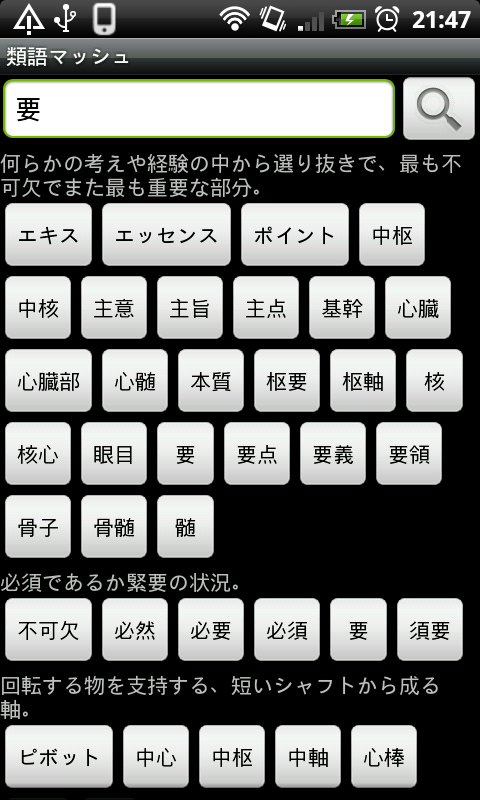 21:47
類語マッシュ
要
何らかの考えや経験の中から選り抜きで、最も不
可欠でまた最も重要な部分。
エキス エッセンス ポイント 中枢
中核 主意 主旨 主点 基幹 心臓
心臓部 心髄 本質 枢要 枢軸 核
核心 眼目 要 要点 要義 要領
骨子 骨髄 髄
必須であるか緊要の状況。
不可欠 必然 必要 必須 要 須要
回転する物を支持する、短いシャフトから成る
軸。
ピボット 中心 中枢 中軸 心棒